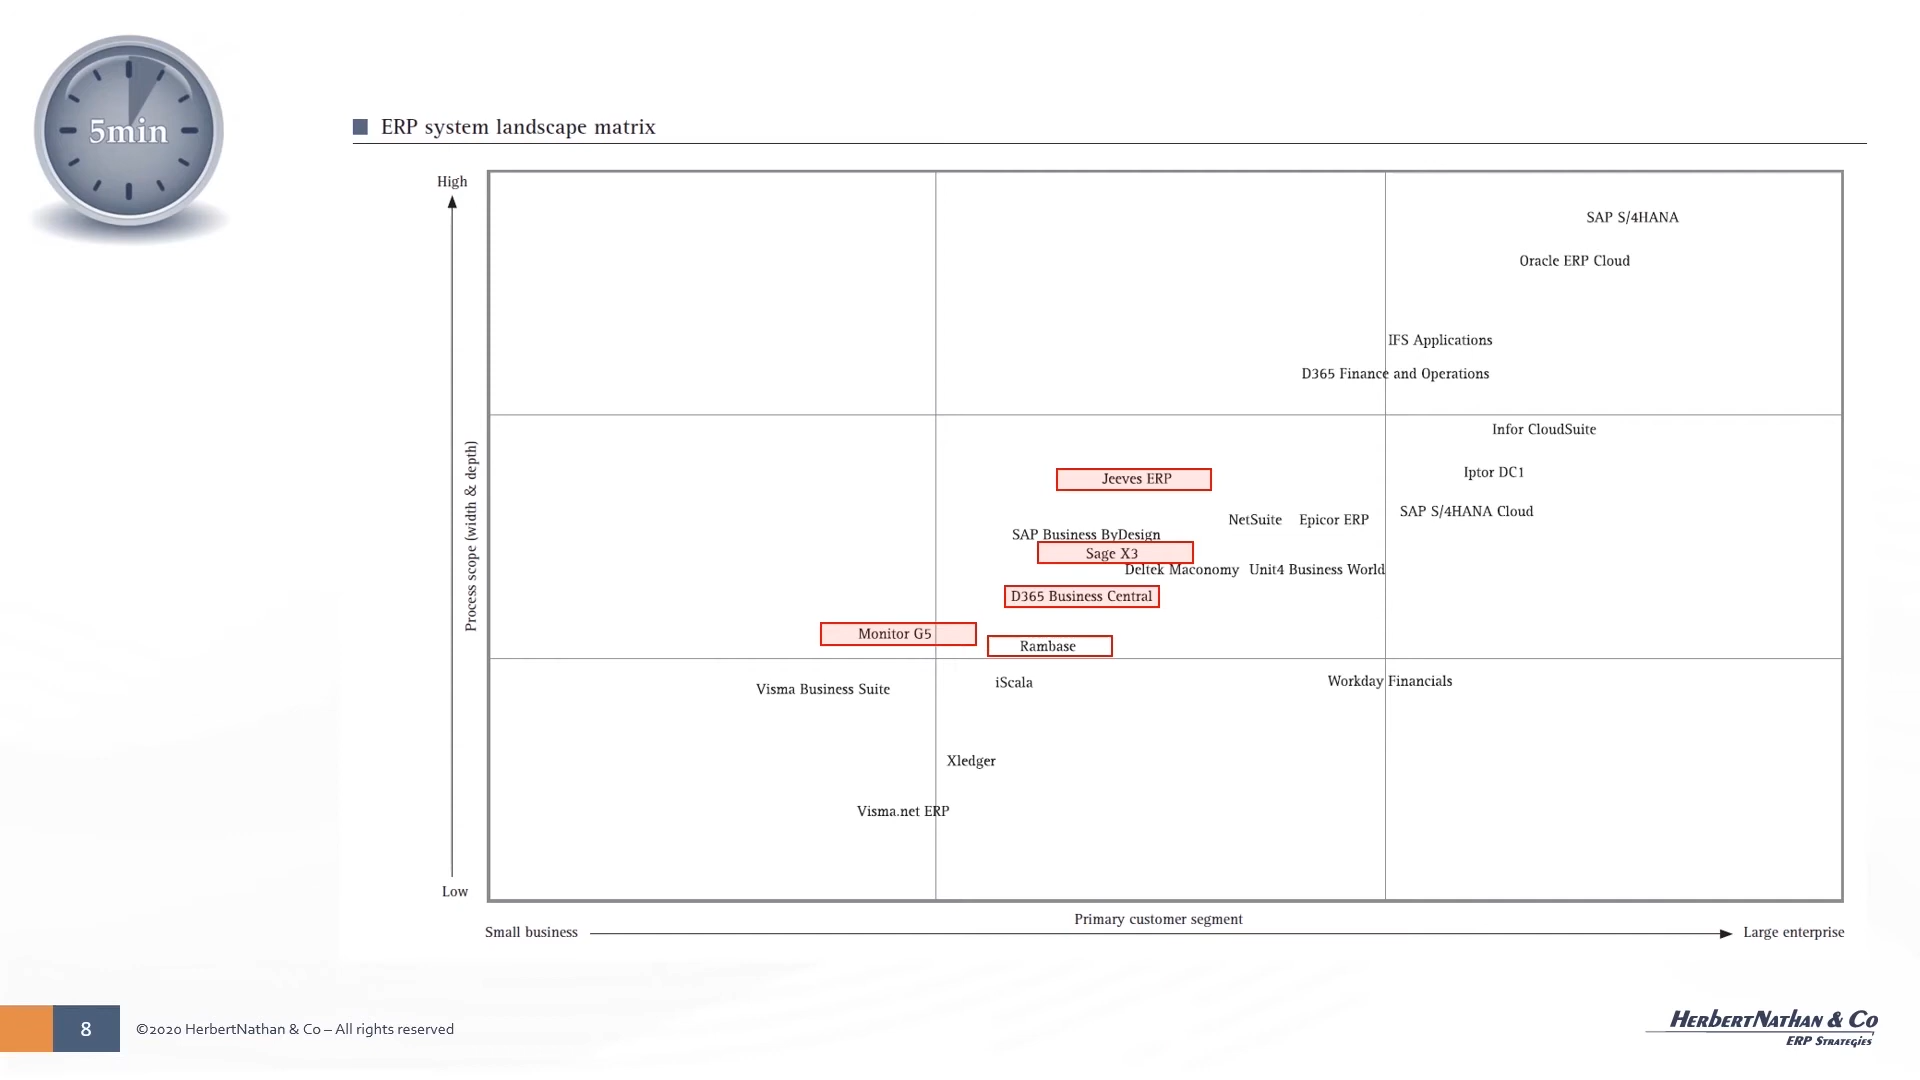 5min
ERP system landscape matrix
High
SAP S/4HANA
Oracle ERP Cloud
IFS Applications
D365 Finance and Operations
Infor CloudSuite
Iptor DC1
Jeeves ERP
SAP S/4HANA Cloud
NetSuite
Epicor ERP
SAP Business ByDesign
Sage X3
Deltek Maconomy
Unit4 Business World
D365 Business Central
Monitor G5
Rambase
Process scope (width & depth)
iScala
Workday Financials
Visma Business Suite
Xledger
Visma.net ERP
Low
Primary customer segment
Small business
Large enterprise
8
©2020 HerbertNathan & Co – All rights reserved
HerbertNathan & Co
ERP Strategies